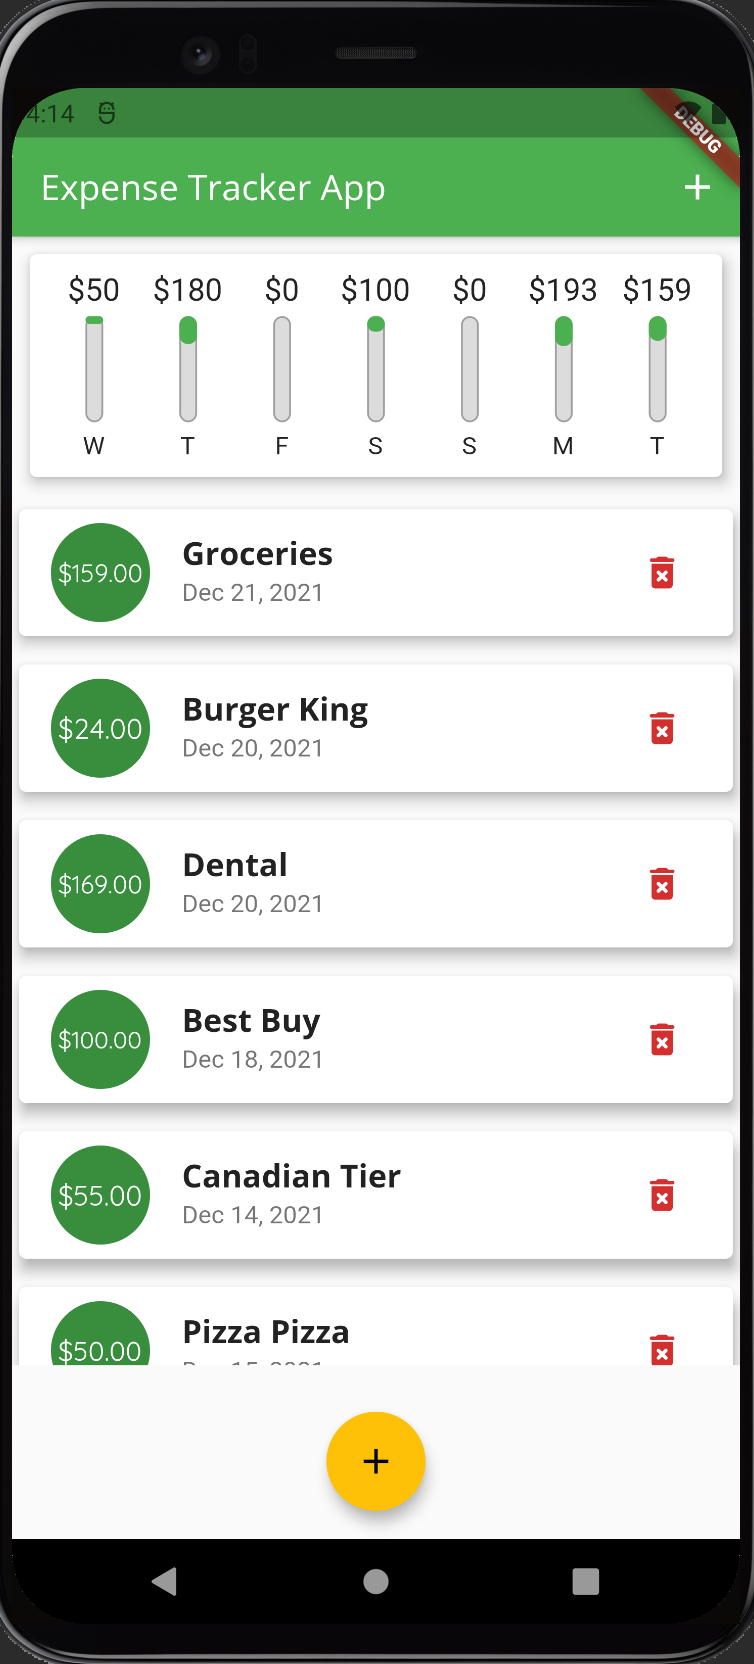 4:14
DEBUG
Expense Tracker App +
$50 $180 $0 $100 $0 $193 $159
W T F S S M T
$159.00
Groceries
Dec 21, 2021
$24.00
Burger King
Dec 20, 2021
$169.00
Dental
Dec 20, 2021
$100.00
Best Buy
Dec 18, 2021
$55.00
Canadian Tier
Dec 14, 2021
$50.00
Pizza Pizza
+